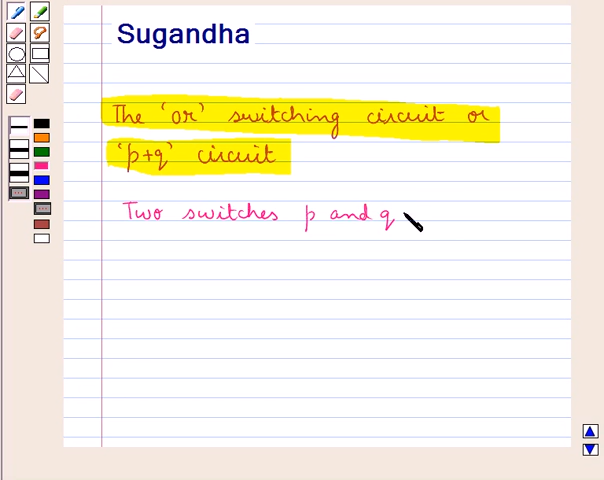 Sugandha
The 'or' switching circuit or
'p+q' circuit
Two switches p and q